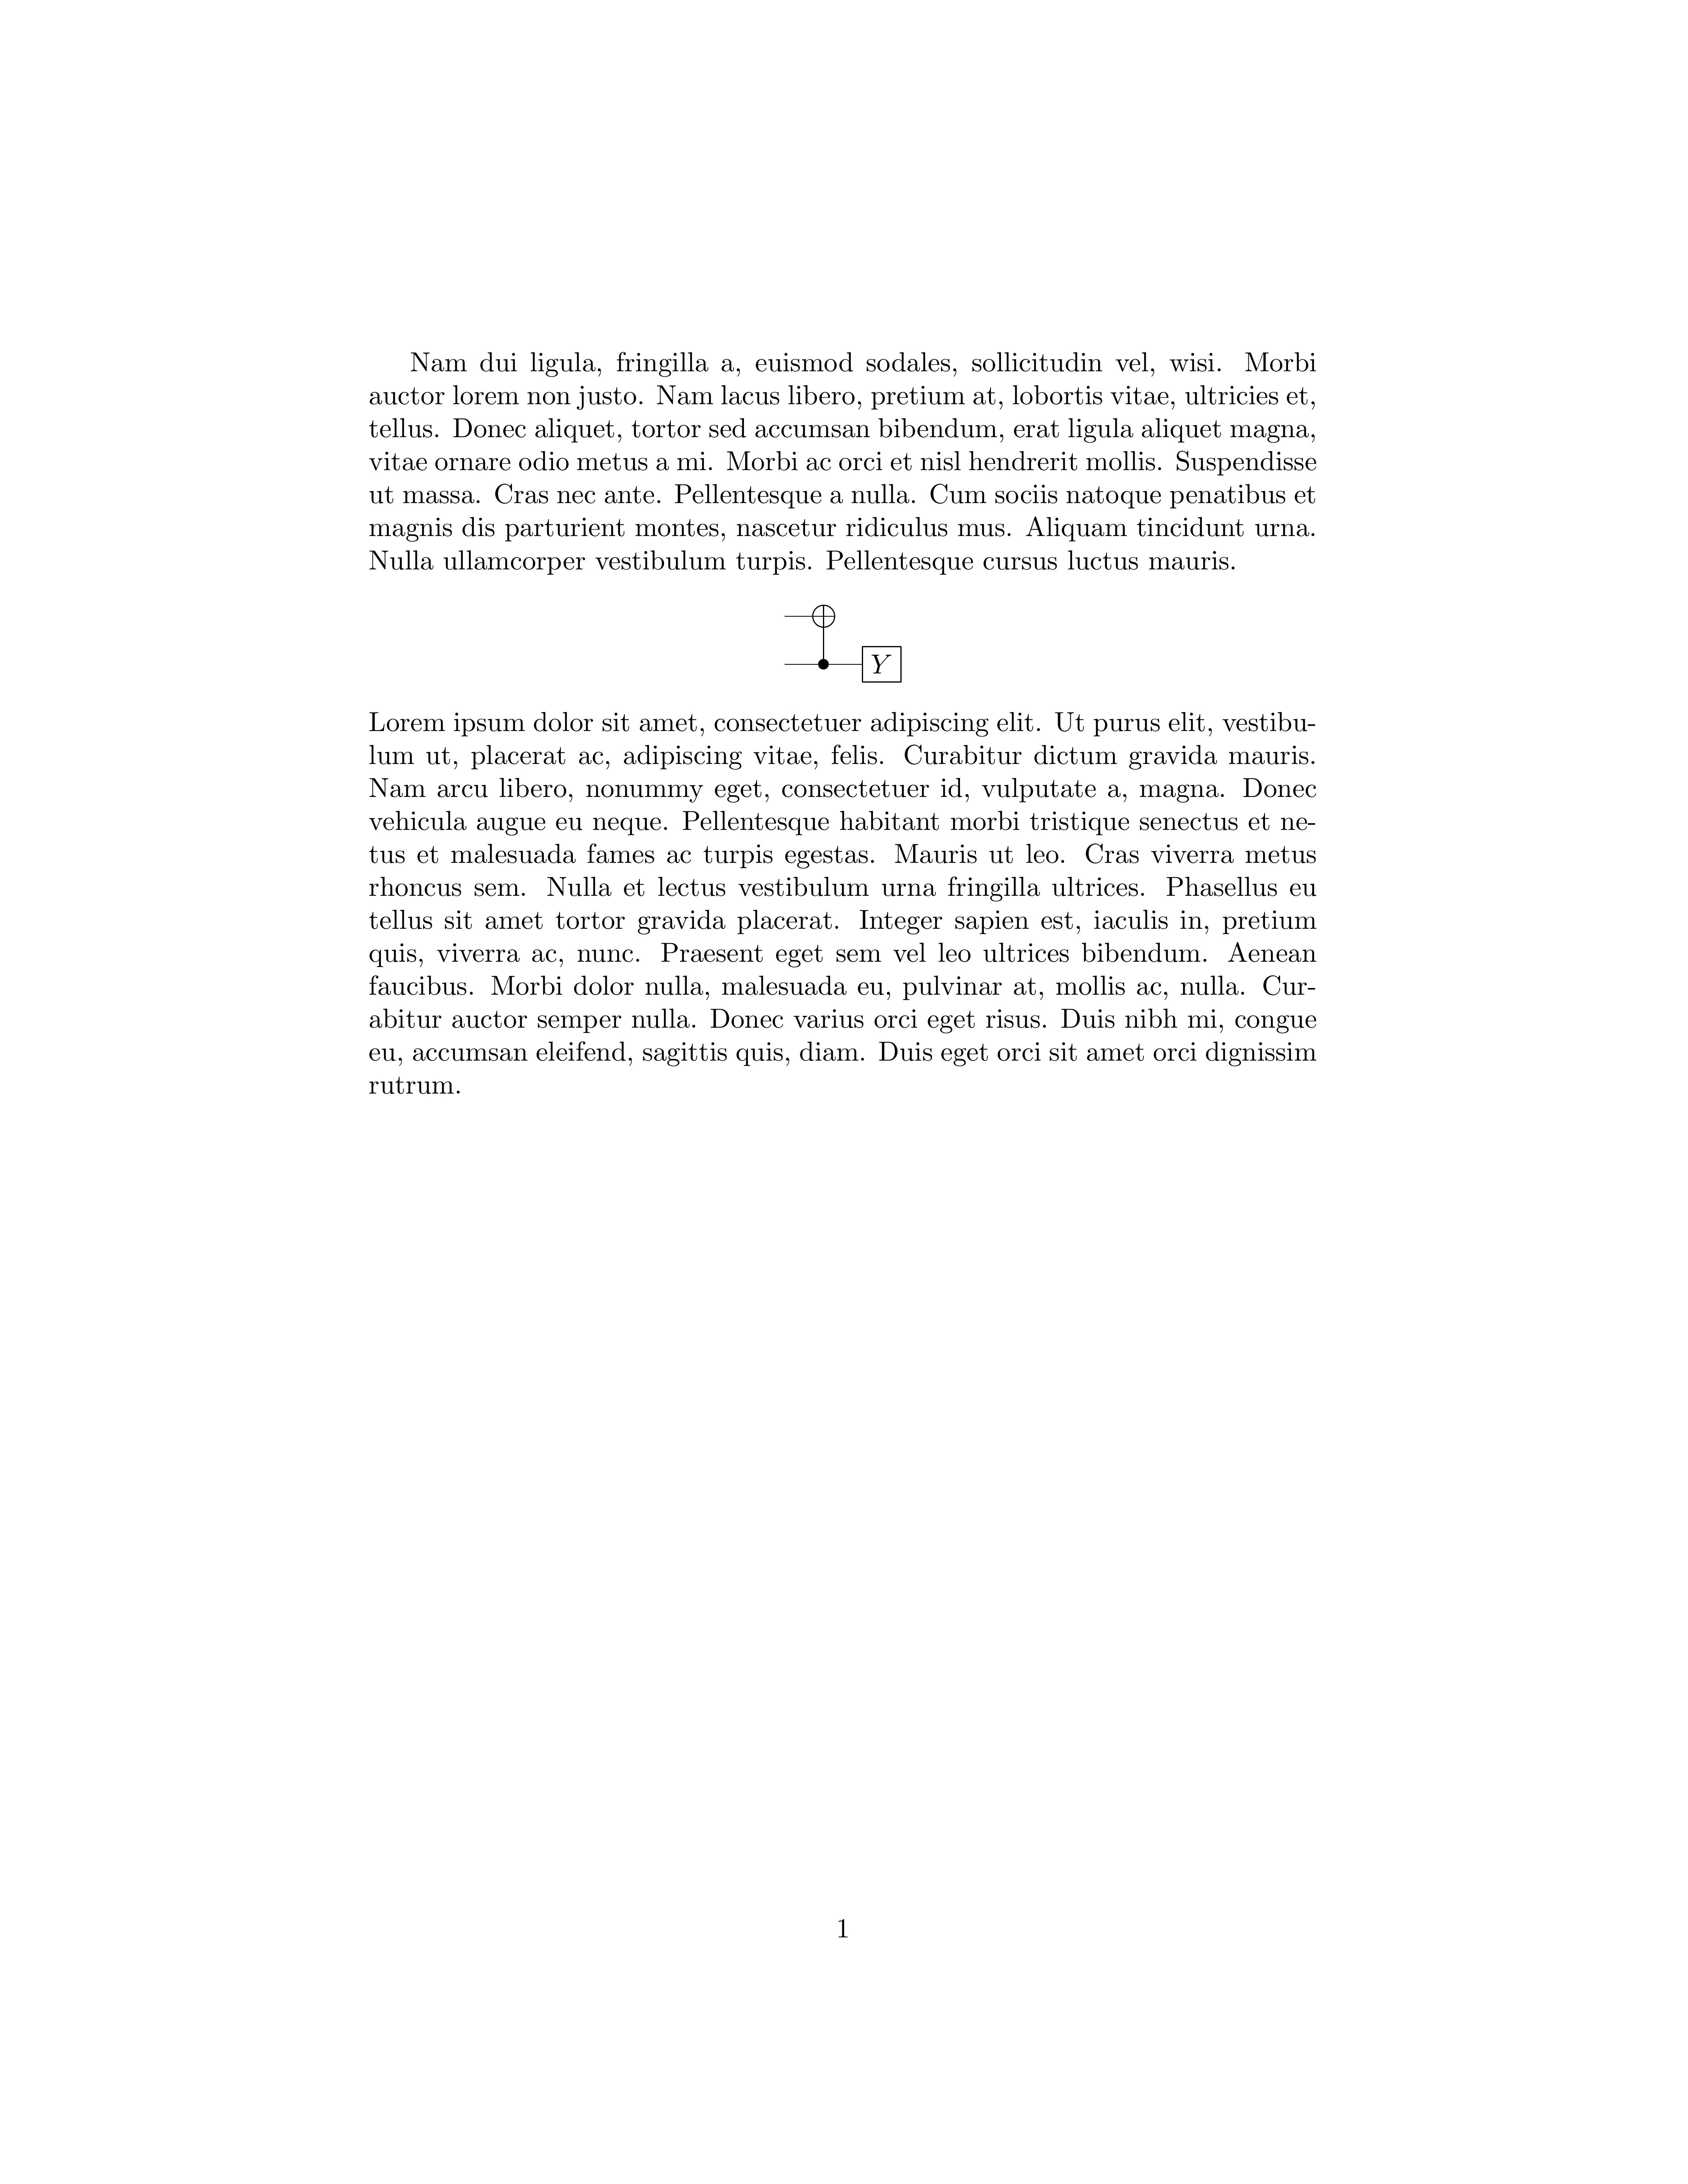 Nam dui ligula, fringilla a, euismod sodales, sollicitudin vel, wisi. Morbi
auctor lorem non justo. Nam lacus libero, pretium at, lobortis vitae, ultricies et,
tellus. Donec aliquet, tortor sed accumsan bibendum, erat ligula aliquet magna,
vitae ornare odio metus a mi. Morbi ac orci et nisl hendrerit mollis. Suspendisse
ut massa. Cras nec ante. Pellentesque a nulla. Cum sociis natoque penatibus et
magnis dis parturient montes, nascetur ridiculus mus. Aliquam tincidunt urna.
Nulla ullamcorper vestibulum turpis. Pellentesque cursus luctus mauris.
Y
Lorem ipsum dolor sit amet, consectetuer adipiscing elit. Ut purus elit, vestibu-
lum ut, placerat ac, adipiscing vitae, felis. Curabitur dictum gravida mauris.
Nam arcu libero, nonummy eget, consectetuer id, vulputate a, magna. Donec
vehicula augue eu neque. Pellentesque habitant morbi tristique senectus et ne-
tus et malesuada fames ac turpis egestas. Mauris ut leo. Cras viverra metus
rhoncus sem. Nulla et lectus vestibulum urna fringilla ultrices. Phasellus eu
tellus sit amet tortor gravida placerat. Integer sapien est, iaculis in, pretium
quis, viverra ac, nunc. Praesent eget sem vel leo ultrices bibendum. Aenean
faucibus. Morbi dolor nulla, malesuada eu, pulvinar at, mollis ac, nulla. Cur-
abitur auctor semper nulla. Donec varius orci eget risus. Duis nibh mi, congue
eu, accumsan eleifend, sagittis quis, diam. Duis eget orci sit amet orci dignissim
rutrum.
1